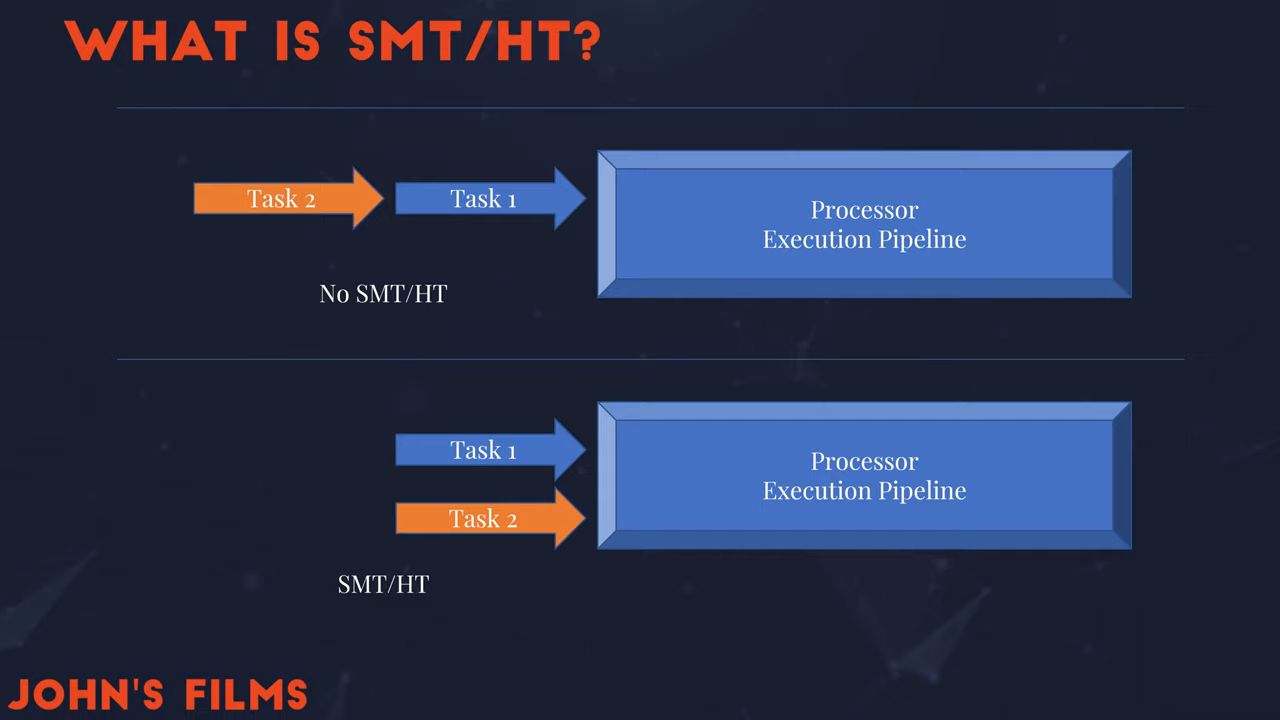 WHAT IS SMT/HT?
Task 2
Task 1
Processor
Execution Pipeline
No SMT/HT
Task 1
Task 2
Processor
Execution Pipeline
SMT/HT
JOHN'S FILMS